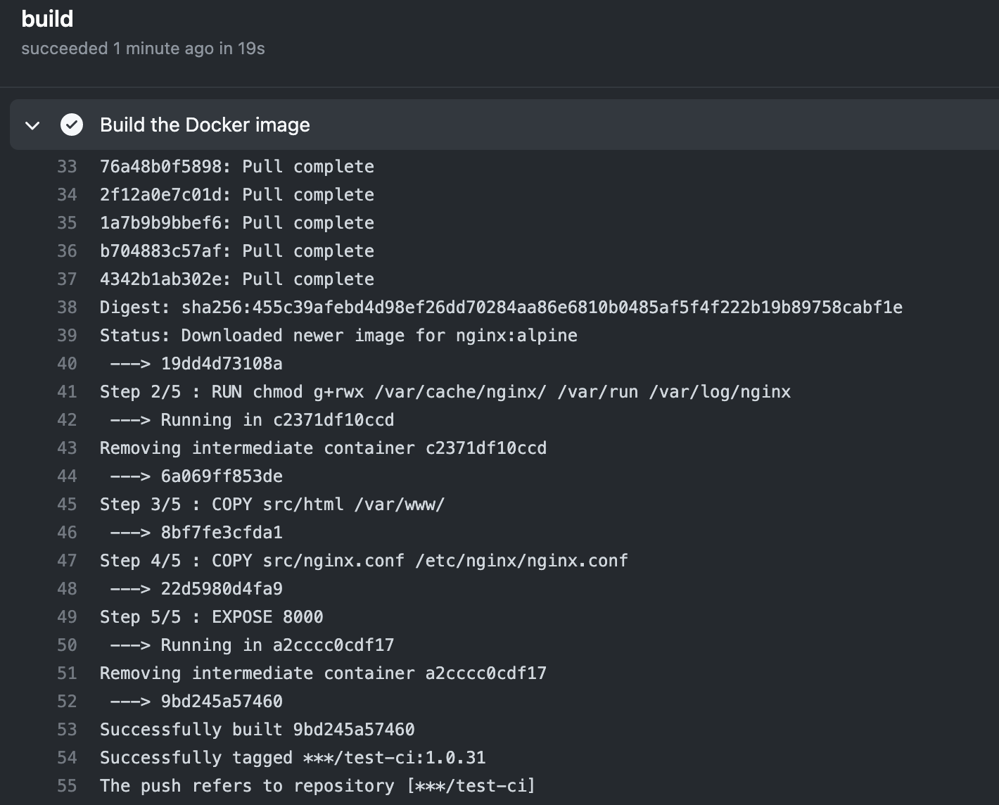 build
succeeded 1 minute ago in 19s
Build the Docker image
33 76a48b0f5898: Pull complete
34 2f12a0e7c01d: Pull complete
35 1a7b9b9bbef6: Pull complete
36 b704883c57af: Pull complete
37 4342b1ab302e: Pull complete
38 Digest: sha256:455c39afebd4d98ef26dd70284aa86e6810b0485af5f4f222b19b89758cabf1e
39 Status: Downloaded newer image for nginx:alpine
40 ---> 19dd4d73108a
41 Step 2/5 : RUN chmod g+rwx /var/cache/nginx/ /var/run /var/log/nginx
42 ---> Running in c2371df10ccd
43 Removing intermediate container c2371df10ccd
44 ---> 6a069ff853de
45 Step 3/5 : COPY src/html /var/www/
46 ---> 8bf7fe3cfda1
47 Step 4/5 : COPY src/nginx.conf /etc/nginx/nginx.conf
48 ---> 22d5980d4fa9
49 Step 5/5 : EXPOSE 8000
50 ---> Running in a2cccc0cdf17
51 Removing intermediate container a2cccc0cdf17
52 ---> 9bd245a57460
53 Successfully built 9bd245a57460
54 Successfully tagged ***/test-ci:1.0.31
55 The push refers to repository [***/test-ci]